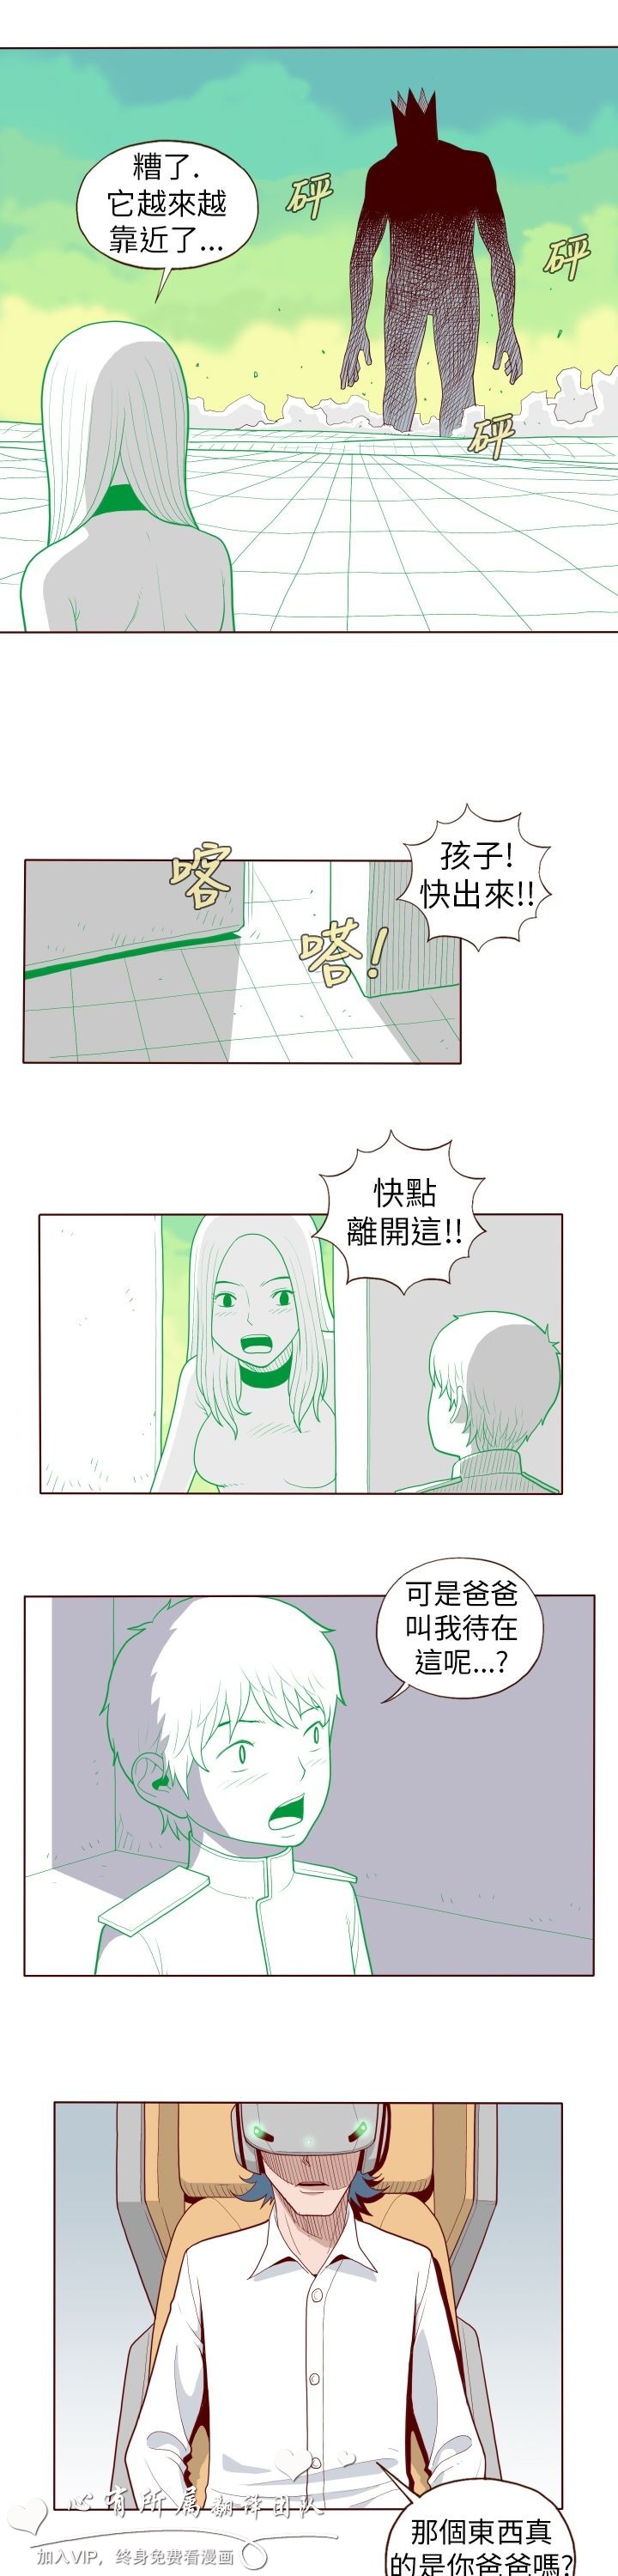 糟了.
它越來越
靠近了...
砰
砰
砰
孩子!
快出來!!
喀
嗒!
快點
離開這!!
可是爸爸
叫我待在
這呢...?
心有所属翻译团队
加入VIP，终身免费看漫画
那個東西真
的是你爸爸嗎?